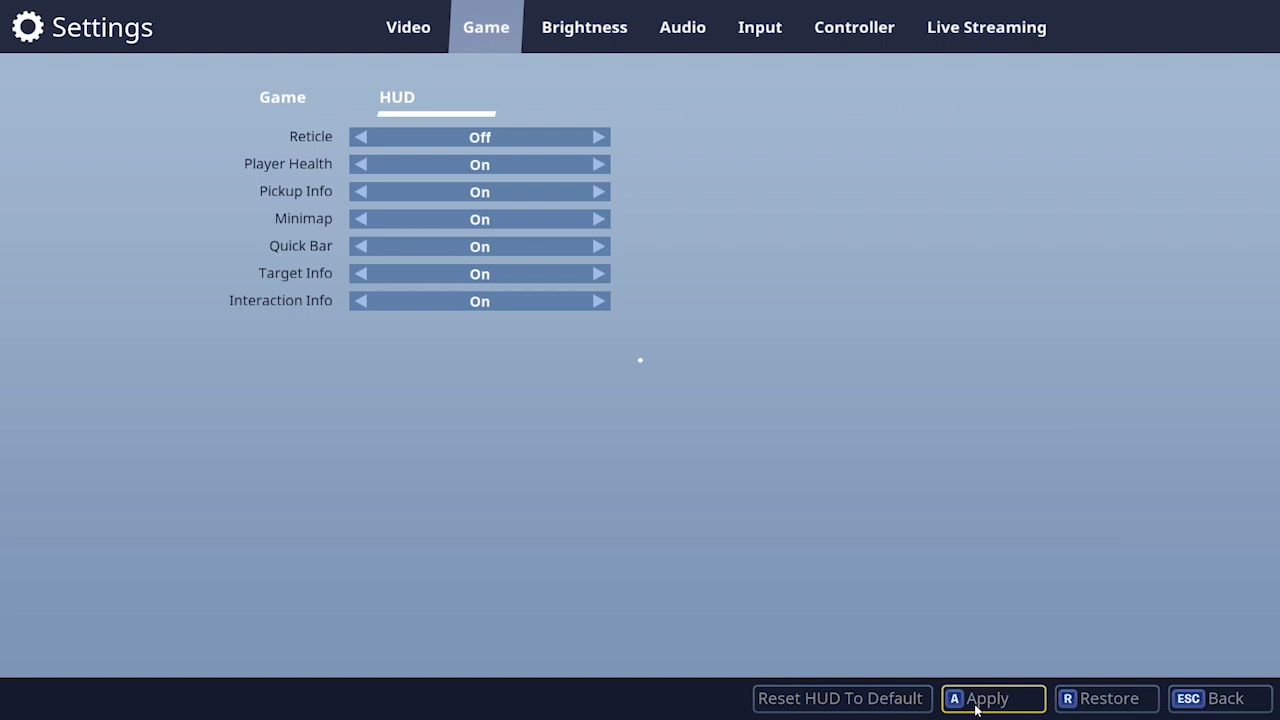 Settings
Video Game Brightness Audio Input Controller Live Streaming
Game HUD
Reticle Off
Player Health On
Pickup Info On
Minimap On
Quick Bar On
Target Info On
Interaction Info On
Reset HUD To Default A Apply R Restore ESC Back